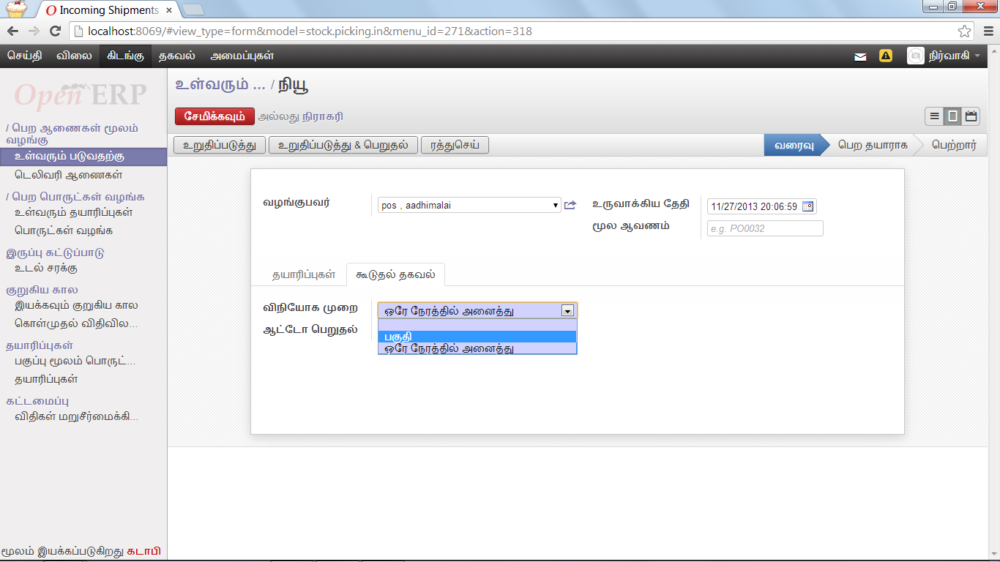 Incoming Shipments
localhost:8069/#view_type=form&model=stock.picking.in&menu_id=271&action=318
செய்தி விலை கிடங்கு தகவல் அமைப்புகள் நிர்வாகி
Open ERP
/ பெற ஆணைகள் மூலம்
வழங்கு
உள்வரும் படுவதற்கு
டெலிவரி ஆணைகள்
/ பெற பொருட்கள் வழங்க
உள்வரும் தயாரிப்புகள்
பொருட்கள் வழங்க
இருப்பு கட்டுப்பாடு
உடல் சரக்கு
குறுகிய கால
இயக்கவும் குறுகிய கால
கொள்முதல் விதிவில...
தயாரிப்புகள்
பகுப்பு மூலம் பொருட்...
தயாரிப்புகள்
கட்டமைப்பு
விதிகள் மறுசீர்மைக்கி...
மூலம் இயக்கப்படுகிறது கடாபி
உள்வரும் ... / நியூ
சேமிக்கவும் அல்லது நிராகரி
உறுதிப்படுத்து உறுதிப்படுத்து & பெறுதல் ரத்துசெய் வரைவு பெற தயாராக பெற்றார்
வழங்குபவர் pos , aadhimalai
உருவாக்கிய தேதி 11/27/2013 20:06:59
மூல ஆவணம் e.g. PO0032
தயாரிப்புகள் கூடுதல் தகவல்
விநியோக முறை ஒரே நேரத்தில் அனைத்து
ஆட்டோ பெறுதல்
பகுதி
ஒரே நேரத்தில் அனைத்து